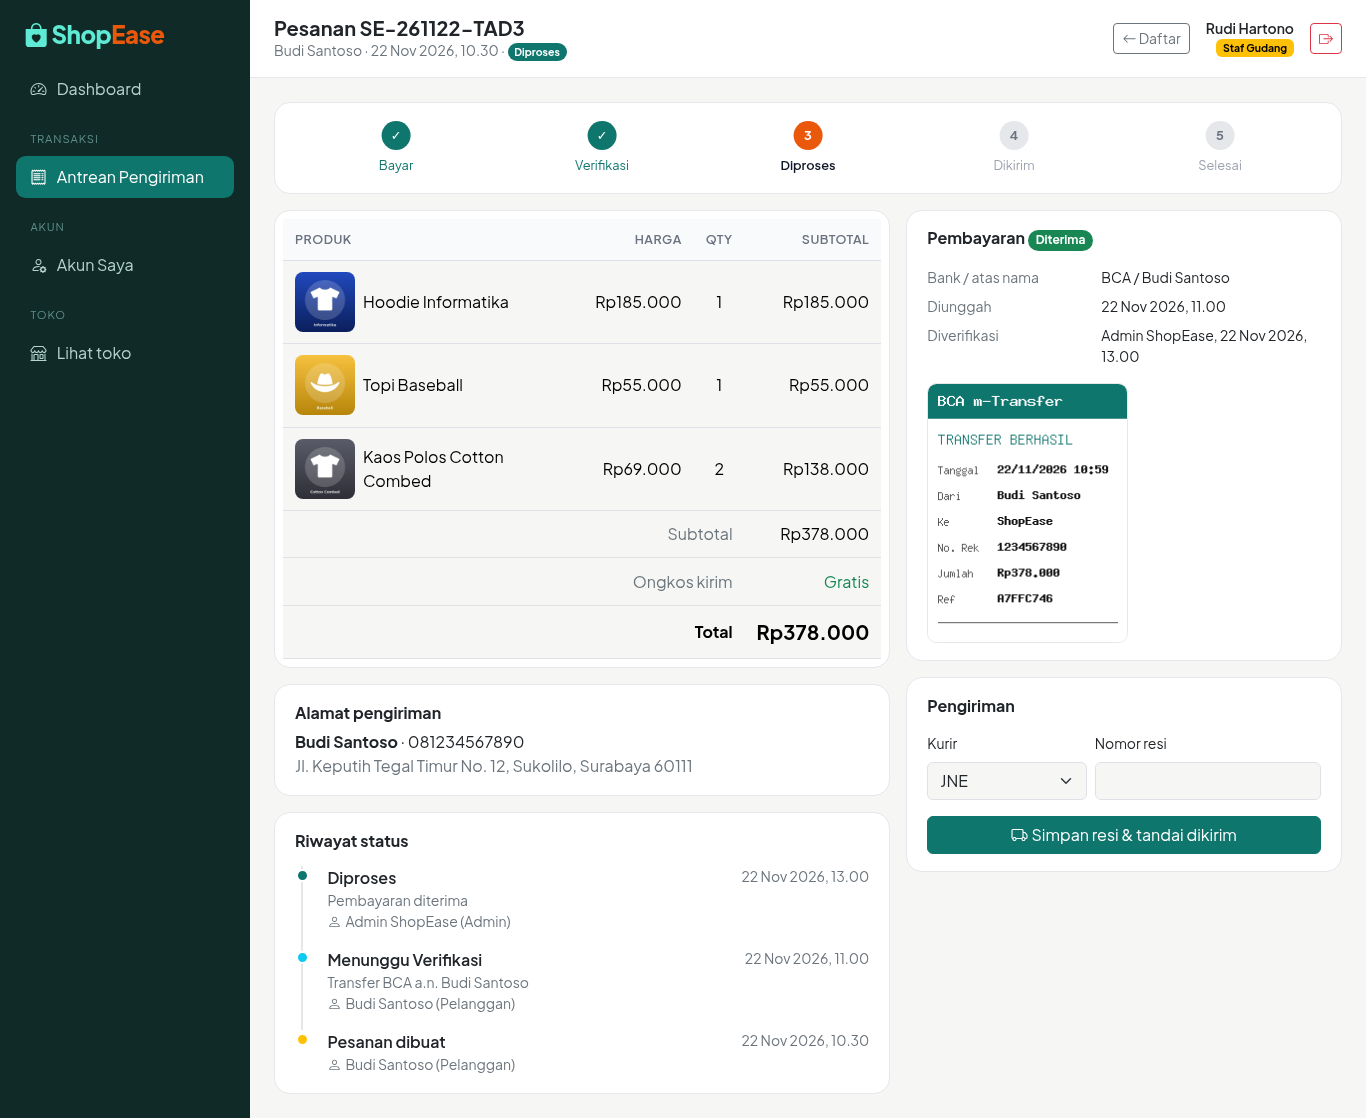 ShopEase
Dashboard
TRANSAKSI
Antrean Pengiriman
AKUN
Akun Saya
TOKO
Lihat toko
Pesanan SE-261122-TAD3
Budi Santoso · 22 Nov 2026, 10.30 · Diproses
← Daftar
Rudi Hartono
Staf Gudang
✓ ✓ 3 4 5
Bayar Verifikasi Diproses Dikirim Selesai
PRODUK HARGA QTY SUBTOTAL
Informatika
Hoodie Informatika Rp185.000 1 Rp185.000
Baseball
Topi Baseball Rp55.000 1 Rp55.000
Cotton Combed
Kaos Polos Cotton
Combed Rp69.000 2 Rp138.000
Subtotal Rp378.000
Ongkos kirim Gratis
Total Rp378.000
Alamat pengiriman
Budi Santoso · 081234567890
Jl. Keputih Tegal Timur No. 12, Sukolilo, Surabaya 60111
Riwayat status
Diproses 22 Nov 2026, 13.00
Pembayaran diterima
Admin ShopEase (Admin)
Menunggu Verifikasi 22 Nov 2026, 11.00
Transfer BCA a.n. Budi Santoso
Budi Santoso (Pelanggan)
Pesanan dibuat 22 Nov 2026, 10.30
Budi Santoso (Pelanggan)
Pembayaran Diterima
Bank / atas nama BCA / Budi Santoso
Diunggah 22 Nov 2026, 11.00
Diverifikasi Admin ShopEase, 22 Nov 2026,
13.00
BCA m-Transfer
TRANSFER BERHASIL
Tanggal 22/11/2026 10:59
Dari Budi Santoso
Ke ShopEase
No. Rek 1234567890
Jumlah Rp378.000
Ref A7FFC746
Pengiriman
Kurir Nomor resi
JNE
Simpan resi & tandai dikirim